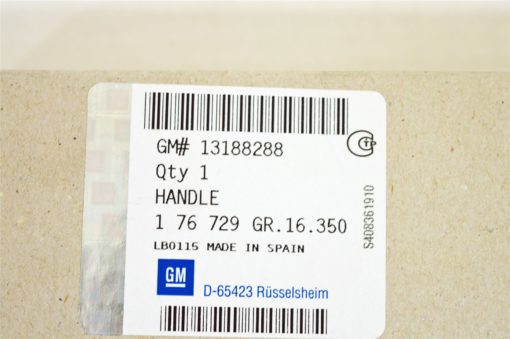 GM# 13188288
Qty 1
HANDLE
1 76 729 GR.16.350
LB0115 MADE IN SPAIN
GM
D-65423 Rüsselsheim
S408361910